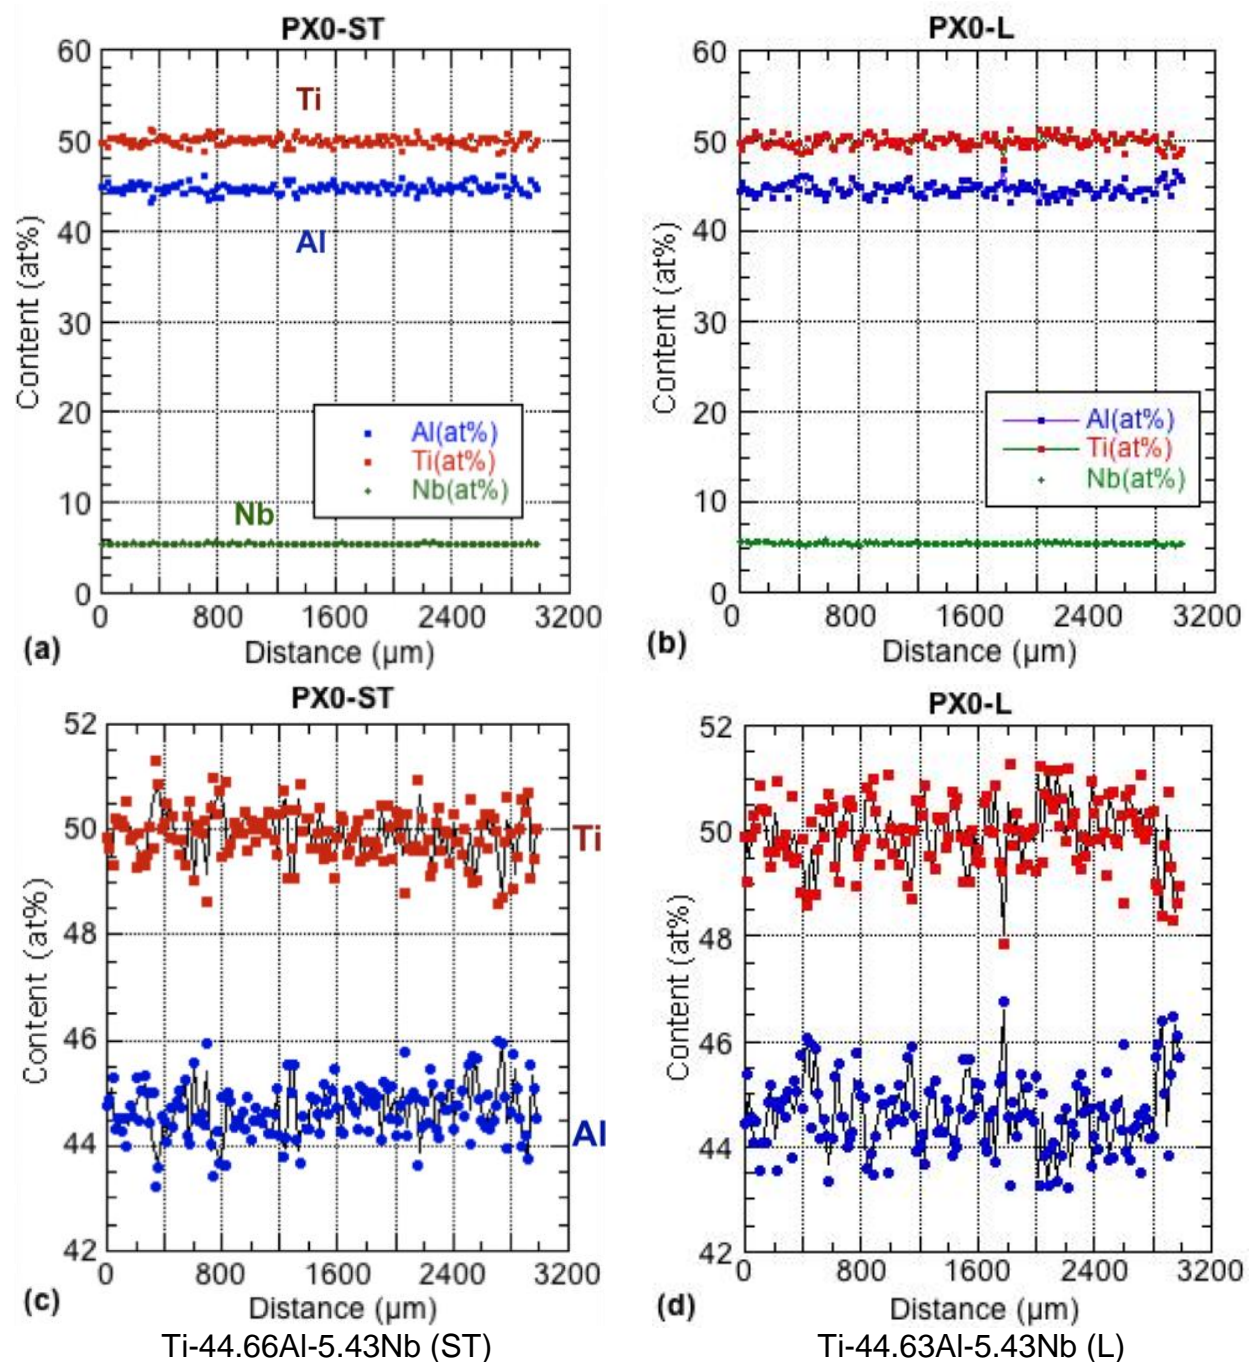 PX0-ST
60
50
40
30
20
10
0
Content (at%)
Ti
Al
Nb
Al(at%)
Ti(at%)
Nb(at%)
0 800 1600 2400 3200
Distance (µm)
(a)
PX0-L
60
50
40
30
20
10
0
Content (at%)
Al(at%)
Ti(at%)
Nb(at%)
0 800 1600 2400 3200
Distance (µm)
(b)
PX0-ST
52
50
48
46
44
42
Content (at%)
Ti
Al
0 800 1600 2400 3200
Distance (µm)
(c)
Ti-44.66Al-5.43Nb (ST)
PX0-L
52
50
48
46
44
42
Content (at%)
0 800 1600 2400 3200
Distance (µm)
(d)
Ti-44.63Al-5.43Nb (L)